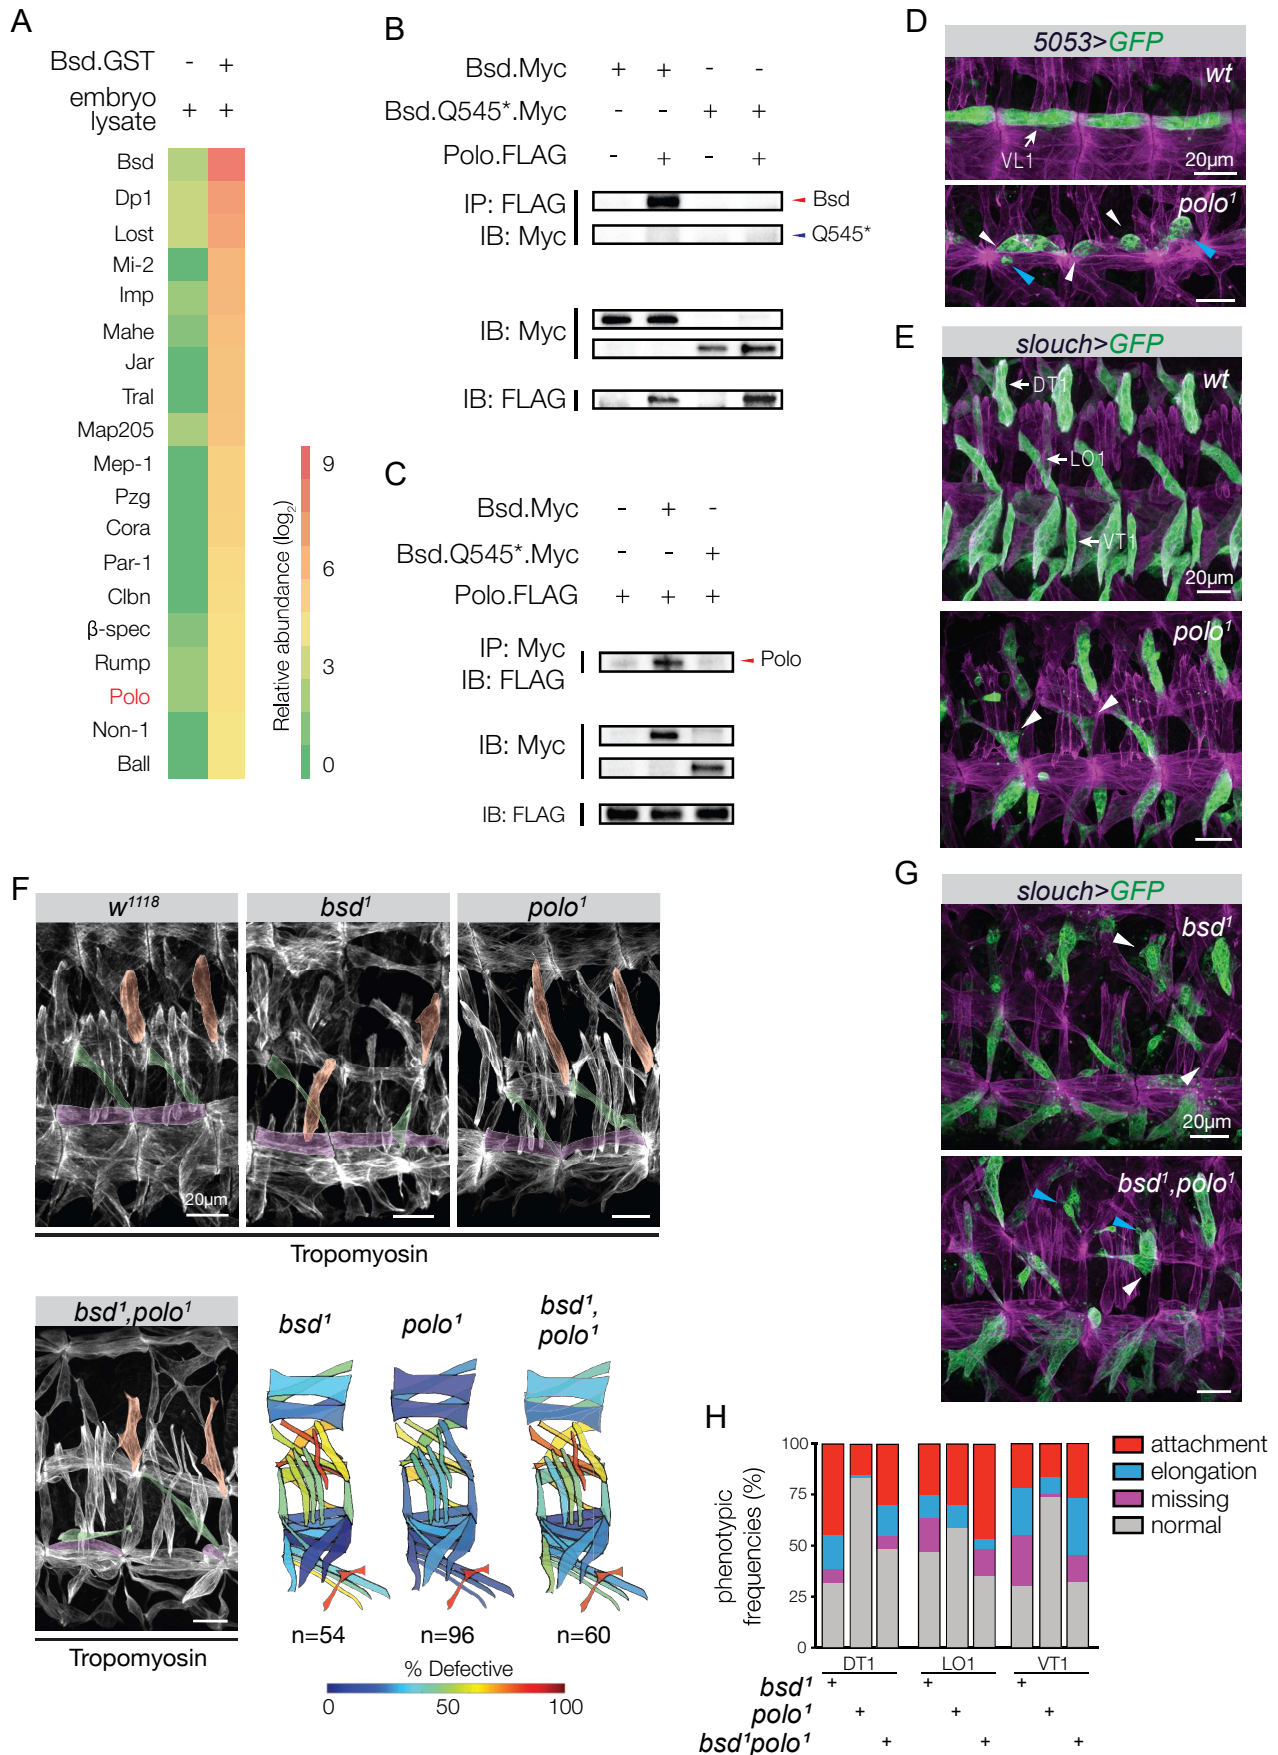 A
Bsd.GST - +
embryo lysate + +
Bsd
Dp1
Lost
Mi-2
Imp
Mahe
Jar
Tral
Map205
Mep-1
Pzg
Cora
Par-1
Clbn
β-spec
Rump
Polo
Non-1
Ball
Relative abundance (log2)
9
6
3
0
B
Bsd.Myc + + - -
Bsd.Q545*.Myc - - + +
Polo.FLAG - + - +
IP: FLAG
IB: Myc
Bsd
Q545*
IB: Myc
IB: FLAG
C
Bsd.Myc - + -
Bsd.Q545*.Myc - - +
Polo.FLAG + + +
IP: Myc
IB: FLAG
Polo
IB: Myc
IB: FLAG
D
5053>GFP
wt
VL1
20μm
polo1
E
slouch>GFP
wt
DT1
LO1
VT1
20μm
polo1
F
w1118
bsd1
polo1
20μm
Tropomyosin
bsd1,polo1
Tropomyosin
bsd1
polo1
bsd1, polo1
n=54
n=96
n=60
% Defective
0 50 100
G
slouch>GFP
bsd1
20μm
bsd1,polo1
H
phenotypic frequencies (%)
100
75
50
25
0
attachment
elongation
missing
normal
DT1 LO1 VT1
bsd1 + + +
polo1 + + +
bsd1polo1 + + +